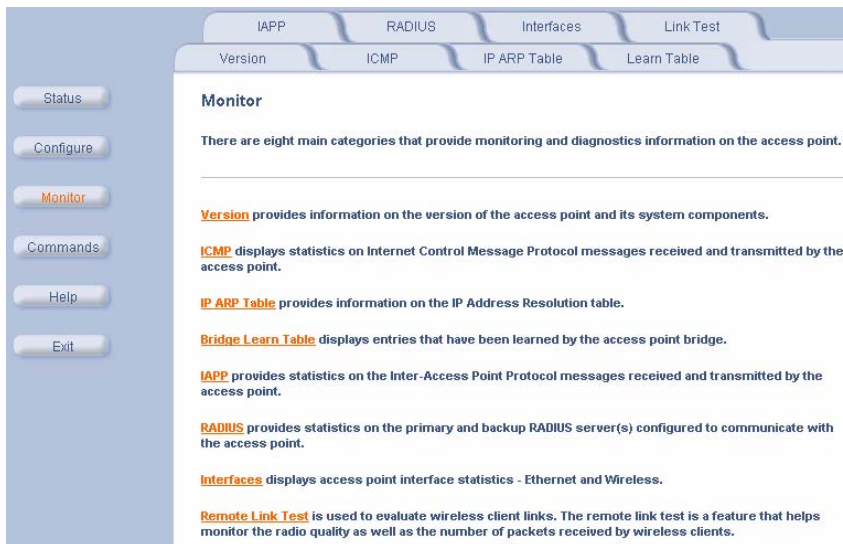 IAPP RADIUS Interfaces Link Test
Version ICMP IP ARP Table Learn Table
Status
Configure
Monitor
Commands
Help
Exit
Monitor
There are eight main categories that provide monitoring and diagnostics information on the access point.
Version provides information on the version of the access point and its system components.
ICMP displays statistics on Internet Control Message Protocol messages received and transmitted by the
access point.
IP ARP Table provides information on the IP Address Resolution table.
Bridge Learn Table displays entries that have been learned by the access point bridge.
IAPP provides statistics on the Inter-Access Point Protocol messages received and transmitted by the
access point.
RADIUS provides statistics on the primary and backup RADIUS server(s) configured to communicate with
the access point.
Interfaces displays access point interface statistics - Ethernet and Wireless.
Remote Link Test is used to evaluate wireless client links. The remote link test is a feature that helps
monitor the radio quality as well as the number of packets received by wireless clients.